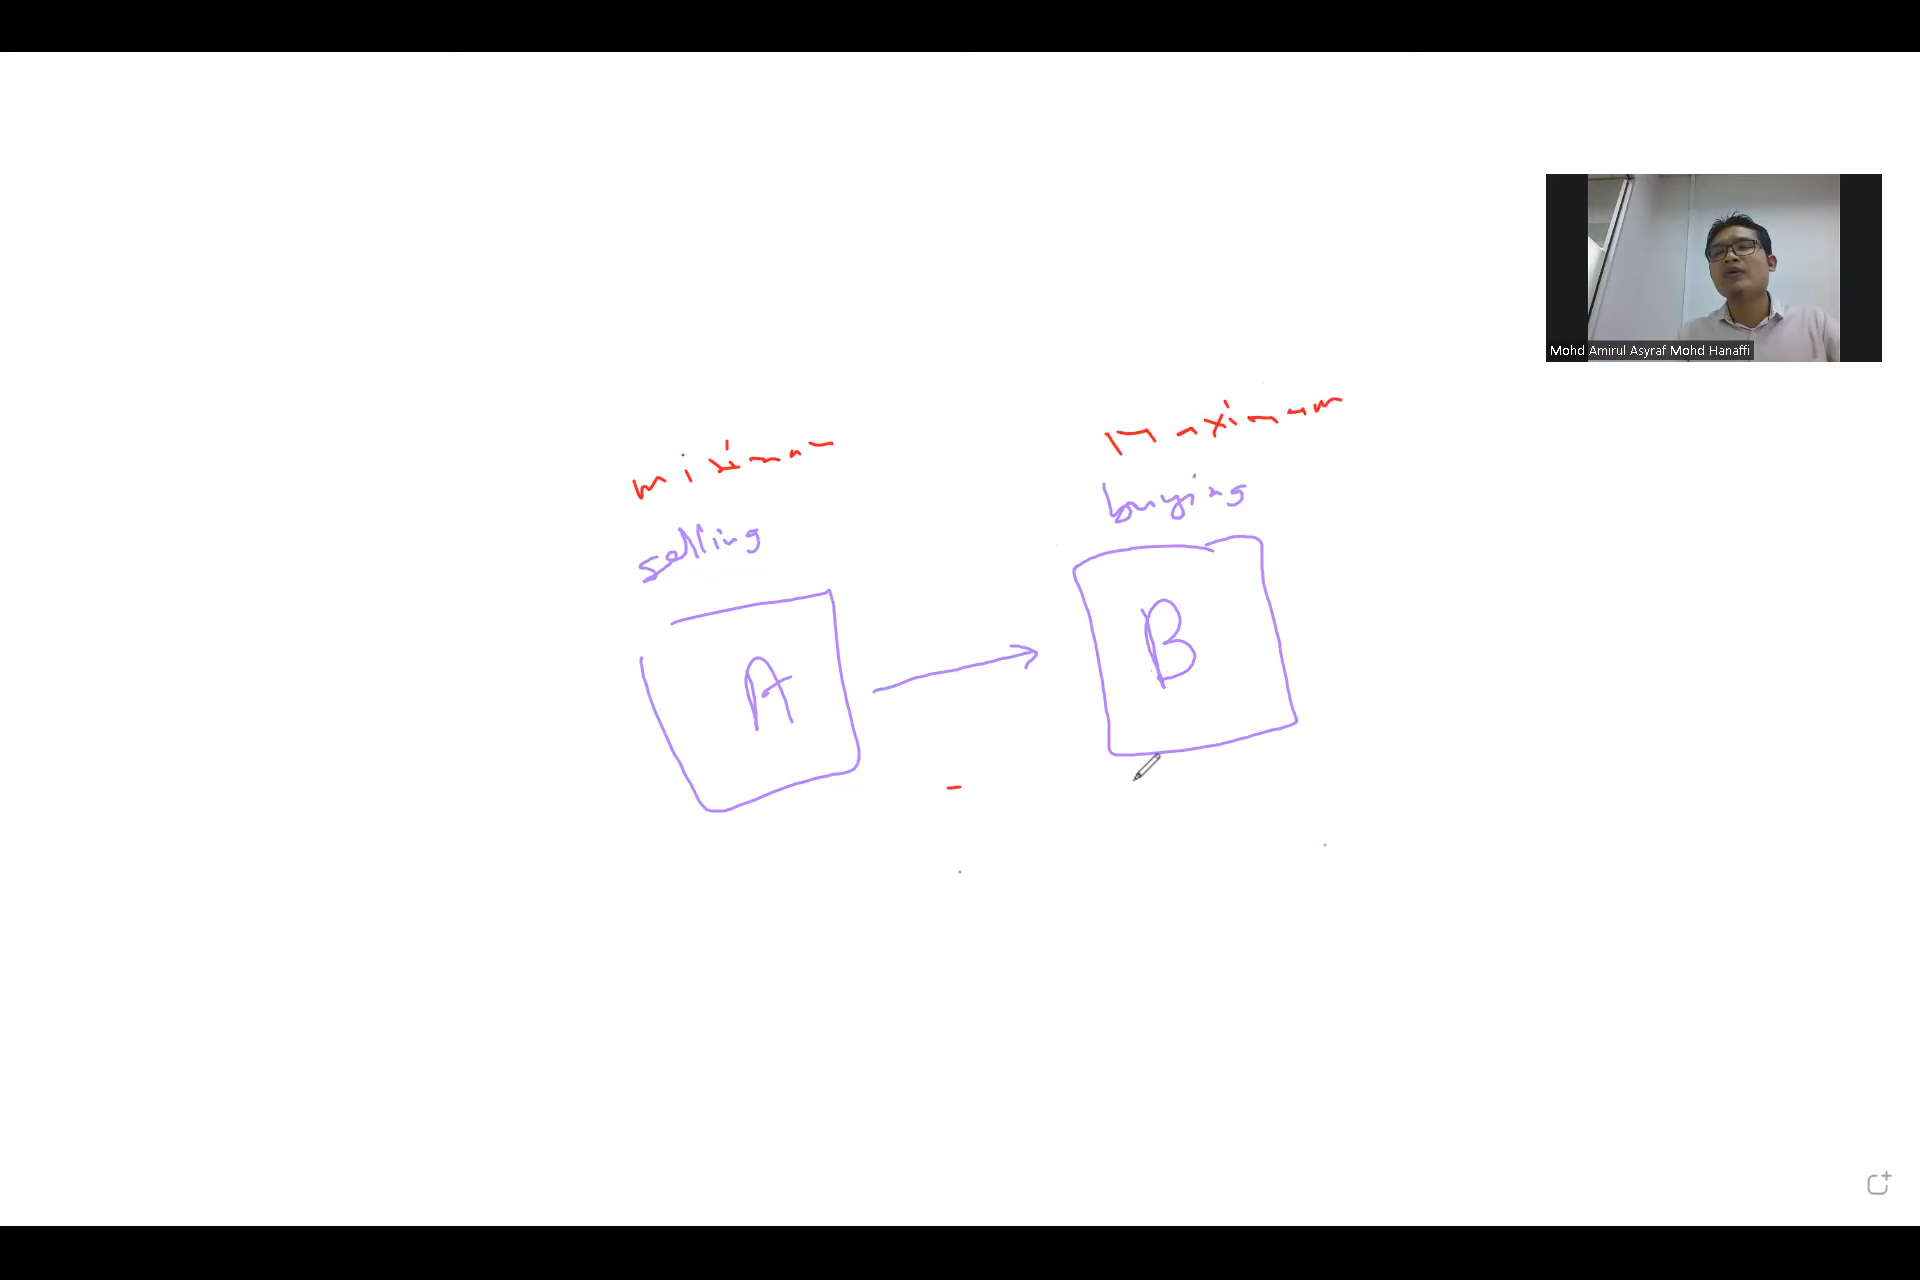 Mohd Amirul Asyraf Mohd Hanaffi
Maximum
minimum
buying
selling
B
A